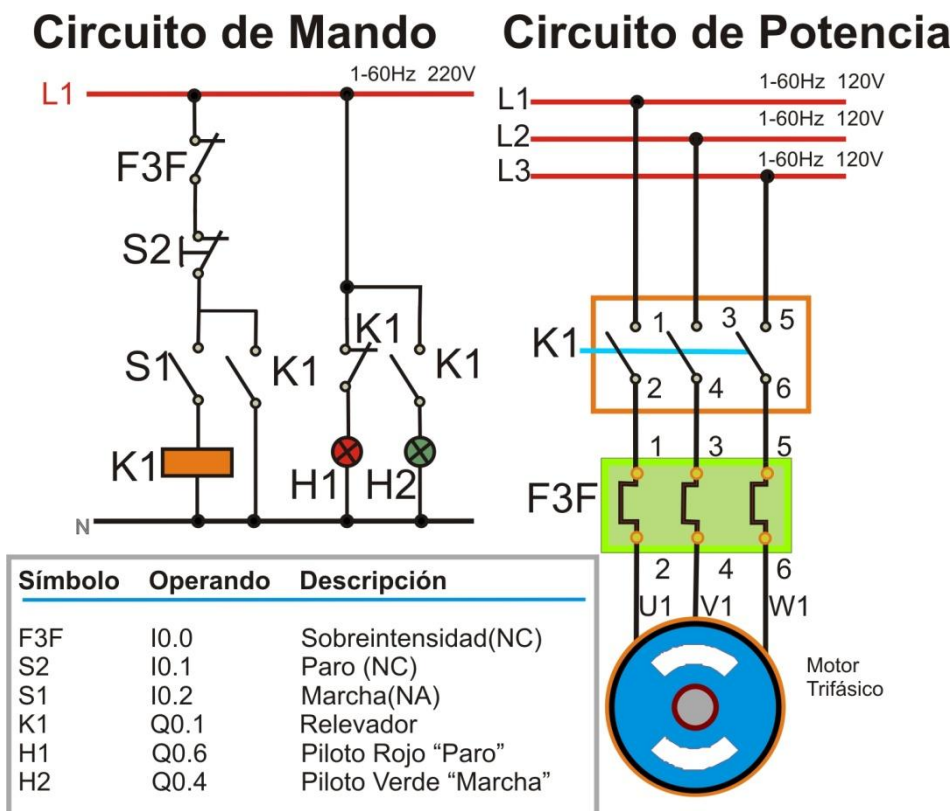 Circuito de Mando
1-60Hz 220V
L1
F3F
S2
S1
K1
K1
K1
K1
H1
H2
N
Circuito de Potencia
1-60Hz 120V
L1
1-60Hz 120V
L2
1-60Hz 120V
L3
1 3 5
K1
2 4 6
1 3 5
F3F
2 4 6
U1 V1 W1
Motor
Trifásico
Símbolo Operando Descripción
F3F I0.0 Sobreintensidad(NC)
S2 I0.1 Paro (NC)
S1 I0.2 Marcha(NA)
K1 Q0.1 Relevador
H1 Q0.6 Piloto Rojo “Paro”
H2 Q0.4 Piloto Verde “Marcha”